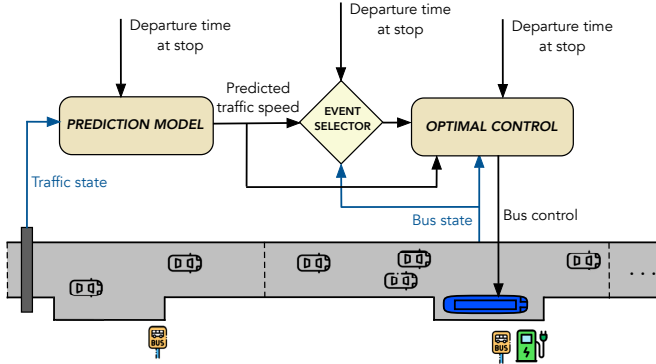 Departure time
at stop
Departure time
at stop
Departure time
at stop
Predicted
traffic speed
PREDICTION MODEL
EVENT
SELECTOR
OPTIMAL CONTROL
Traffic state
Bus state
Bus control
...
BUS
BUS